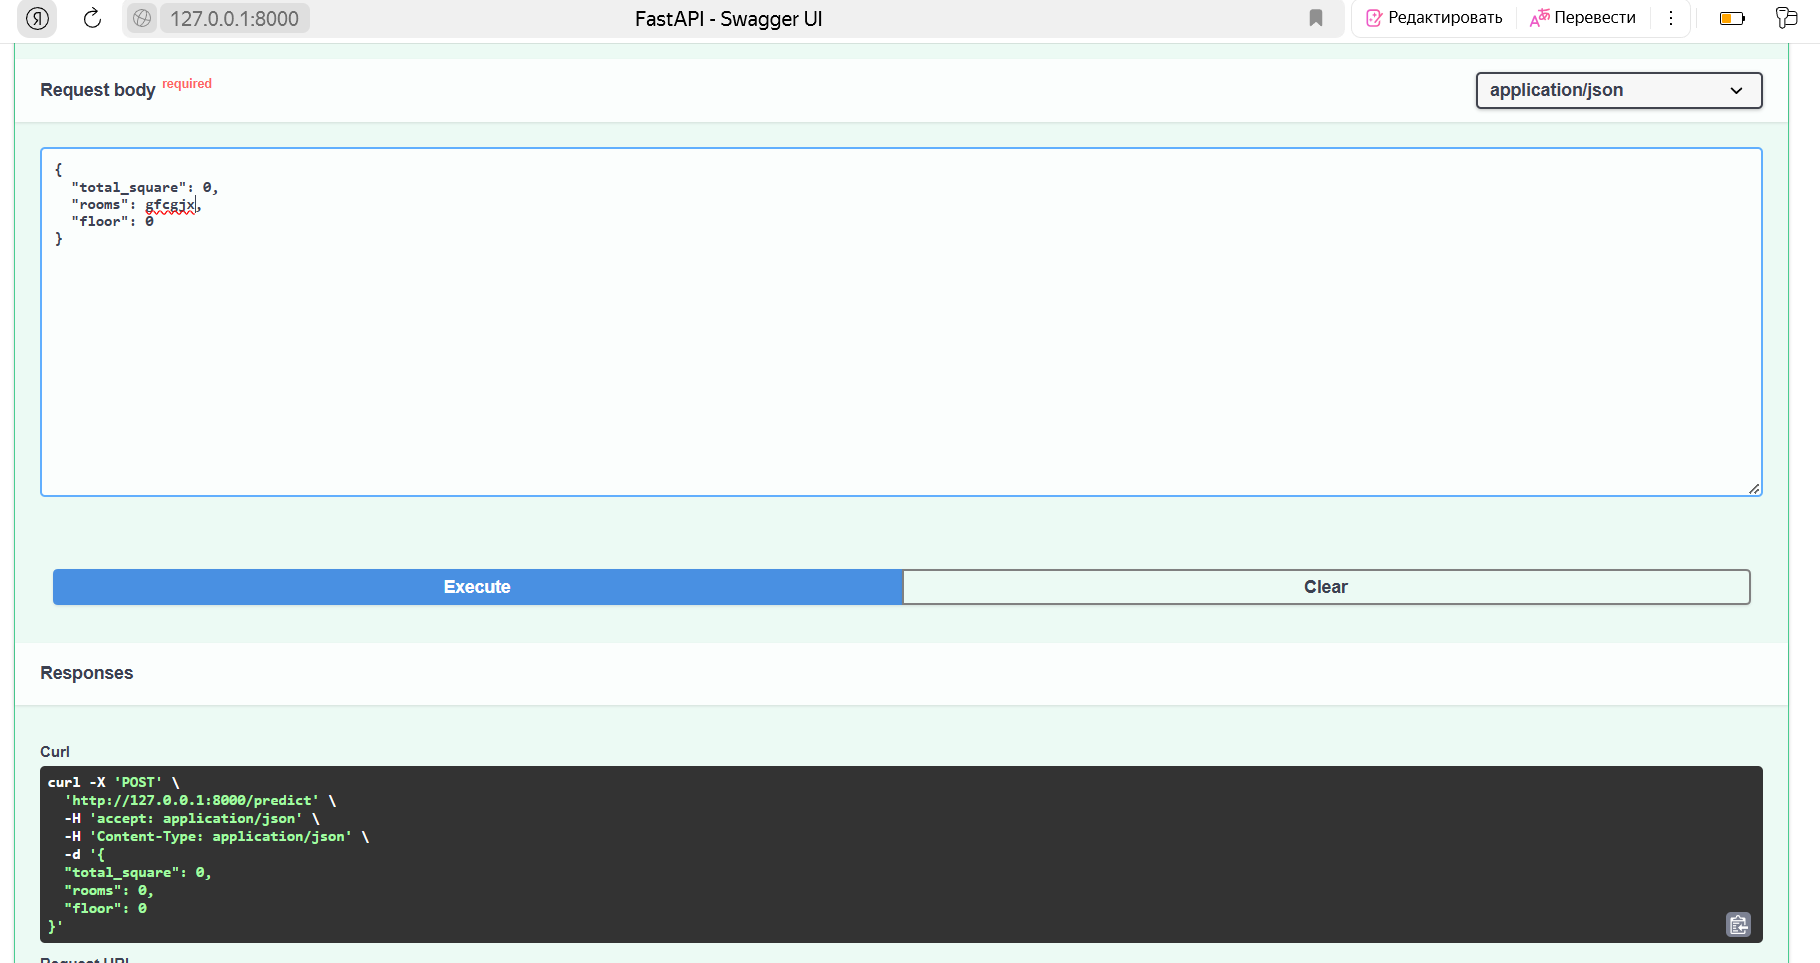 Я 127.0.0.1:8000 FastAPI - Swagger UI Редактировать Перевести
Request body required
application/json
{
"total_square": 0,
"rooms": gfcgjx,
"floor": 0
}
Execute
Clear
Responses
Curl
curl -X 'POST' \
'http://127.0.0.1:8000/predict' \
-H 'accept: application/json' \
-H 'Content-Type: application/json' \
-d '{
"total_square": 0,
"rooms": 0,
"floor": 0
}'
Request URL